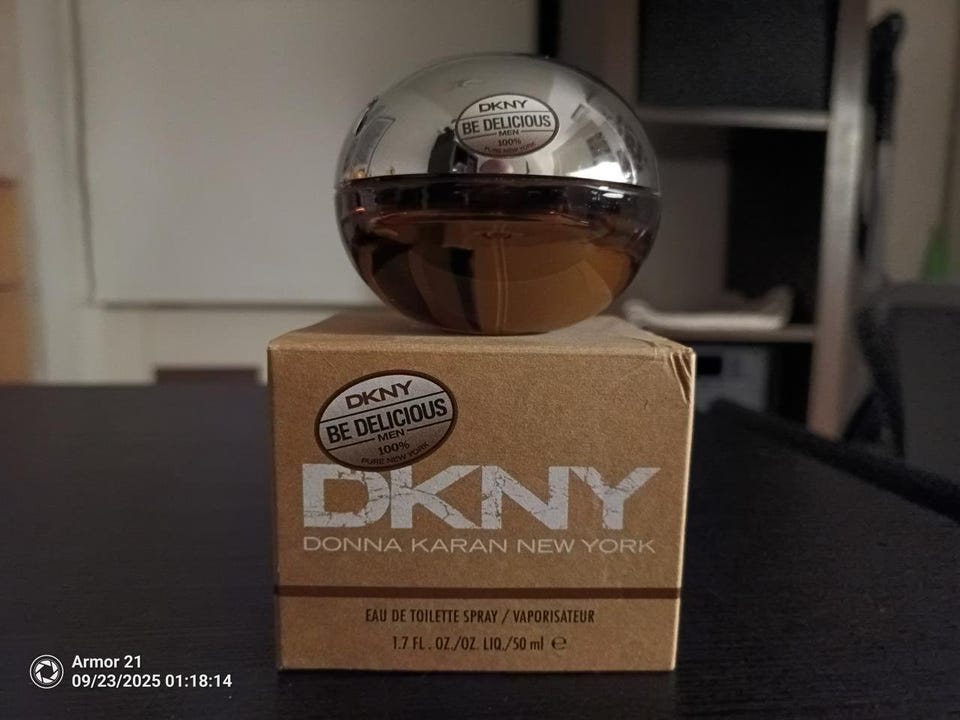 DKNY
BE DELICIOUS
MEN
100%
PURE NEW YORK
DKNY
BE DELICIOUS
MEN
100%
PURE NEW YORK
DKNY
DONNA KARAN NEW YORK
EAU DE TOILETTE SPRAY / VAPORISATEUR
1.7 FL . OZ./OZ. LIQ./50 ml ℮
Armor 21
09/23/2025 01:18:14